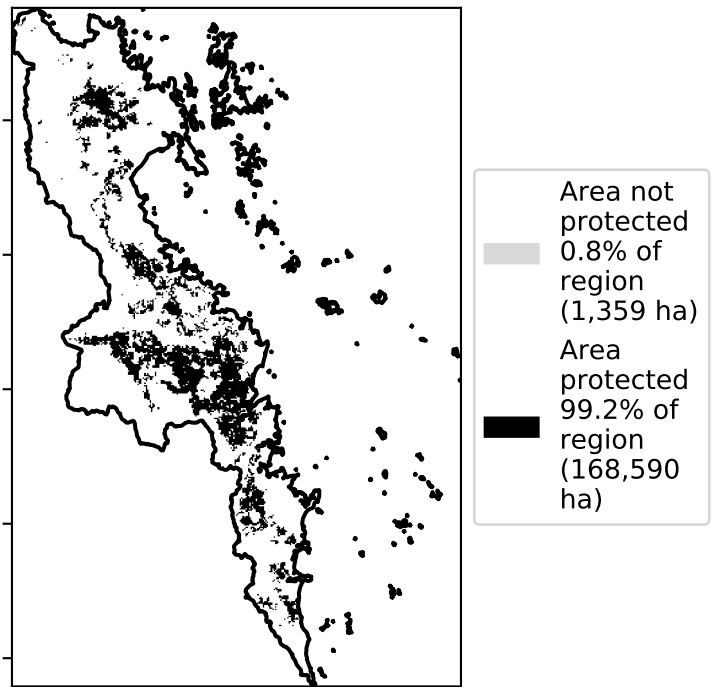 Area not
protected
0.8% of
region
(1,359 ha)
Area
protected
99.2% of
region
(168,590
ha)